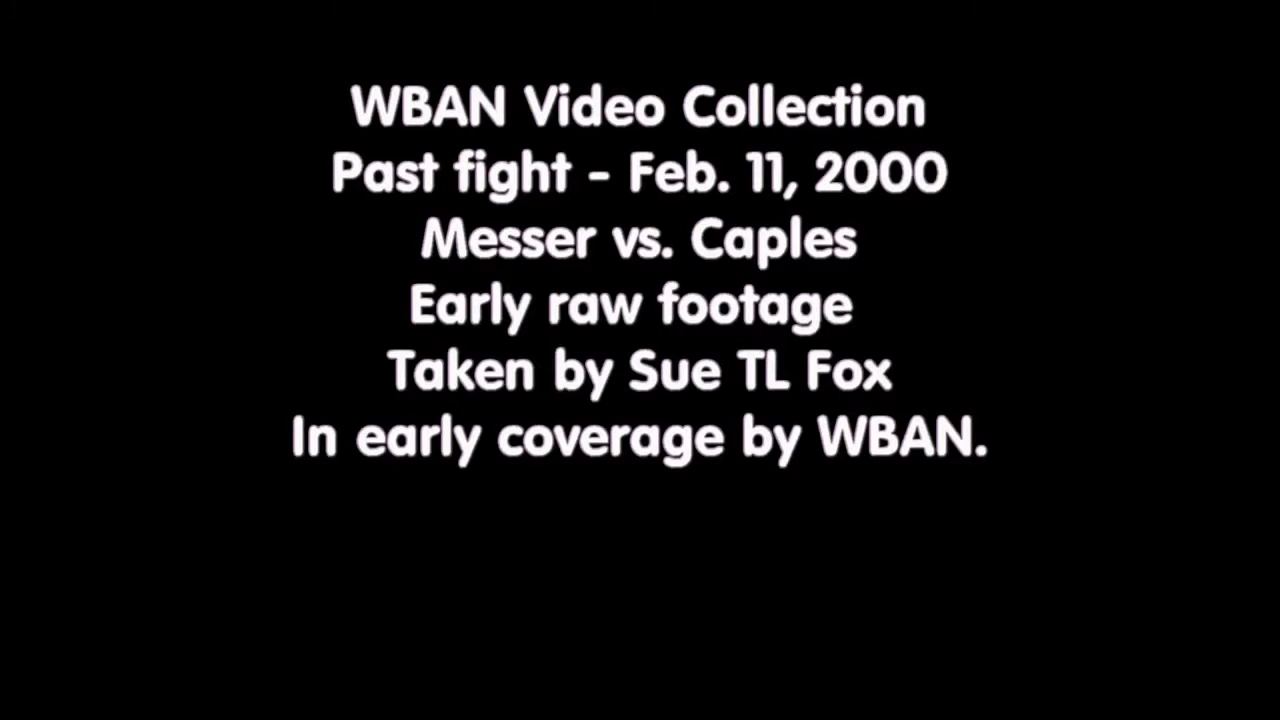 WBAN Video Collection
Past fight - Feb. 11, 2000
Messer vs. Caples
Early raw footage
Taken by Sue TL Fox
In early coverage by WBAN.